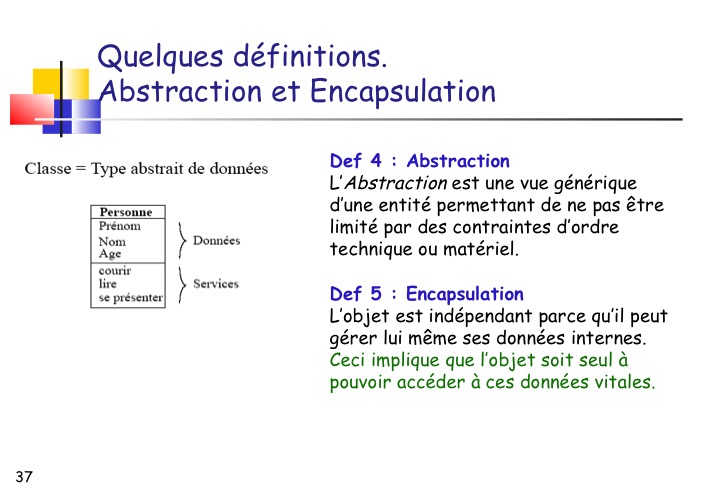 Quelques définitions.
Abstraction et Encapsulation
Classe = Type abstrait de données
Personne
Prénom
Nom
Age
Données
courir
lire
se présenter
Services
Def 4 : Abstraction
L'Abstraction est une vue générique
d'une entité permettant de ne pas être
limité par des contraintes d'ordre
technique ou matériel.
Def 5 : Encapsulation
L'objet est indépendant parce qu'il peut
gérer lui même ses données internes.
Ceci implique que l'objet soit seul à
pouvoir accéder à ces données vitales.
37